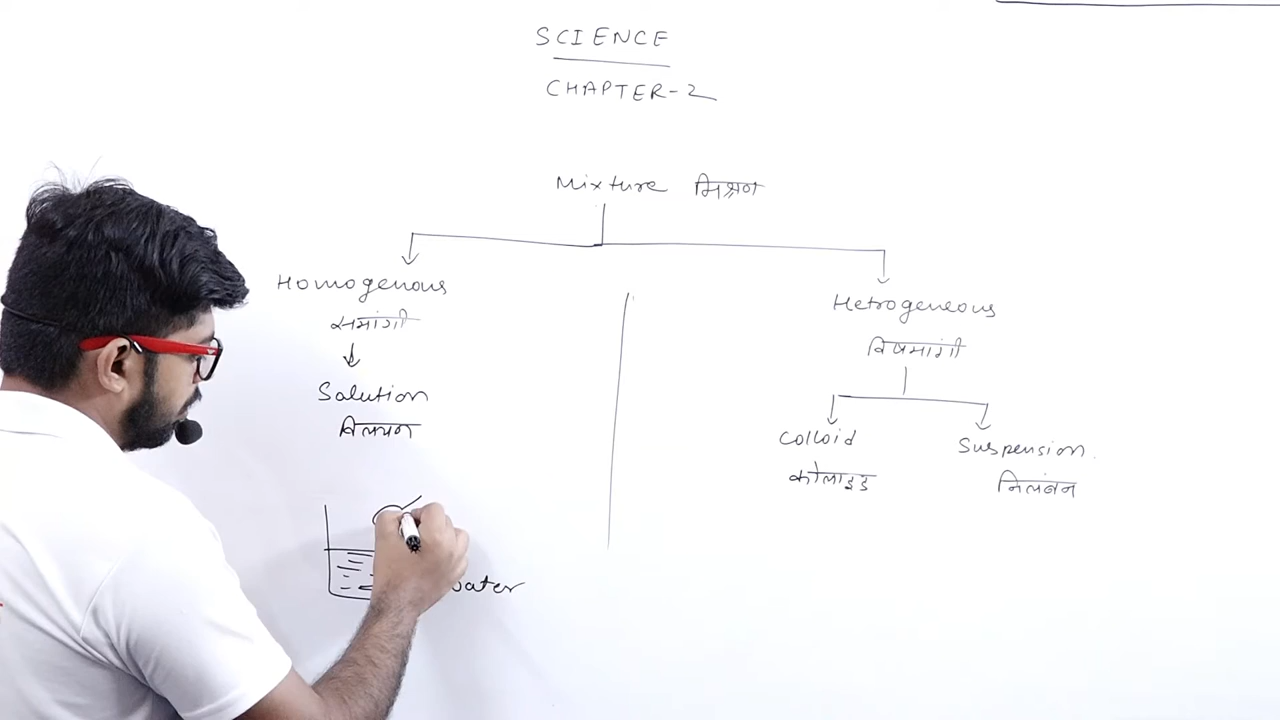 SCIENCE
CHAPTER-2
Mixture मिश्रण
Homogenous
समांगी
Solution
विलयन
water
Hetrogeneous
विषमांगी
Colloid
कोलाइड
Suspension
निलंबन